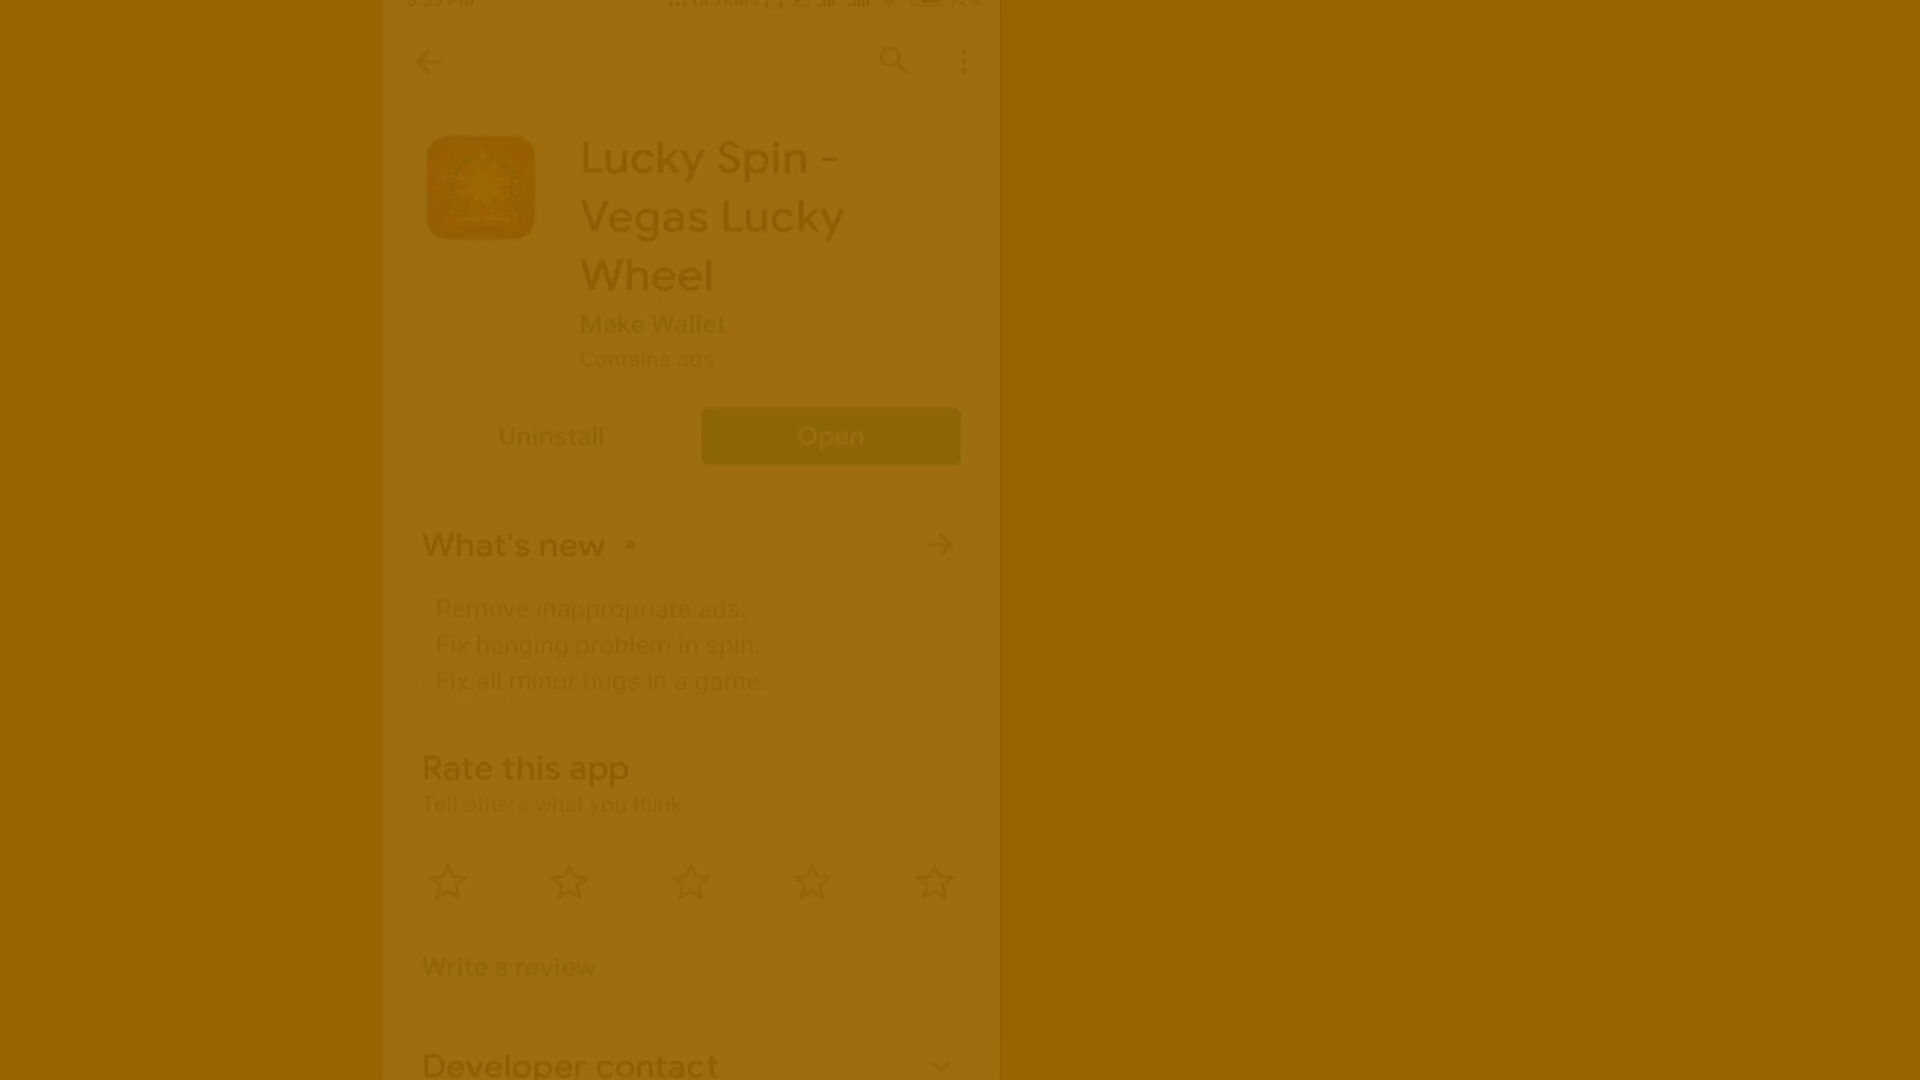 Lucky Spin -
Vegas Lucky
Wheel
Make Wallet
Contains ads
Uninstall
Open
What's new •
- Remove inappropriate ads.
- Fix hanging problem in spin.
- Fix all minor bugs in a game.
Rate this app
Tell others what you think
Write a review
Developer contact